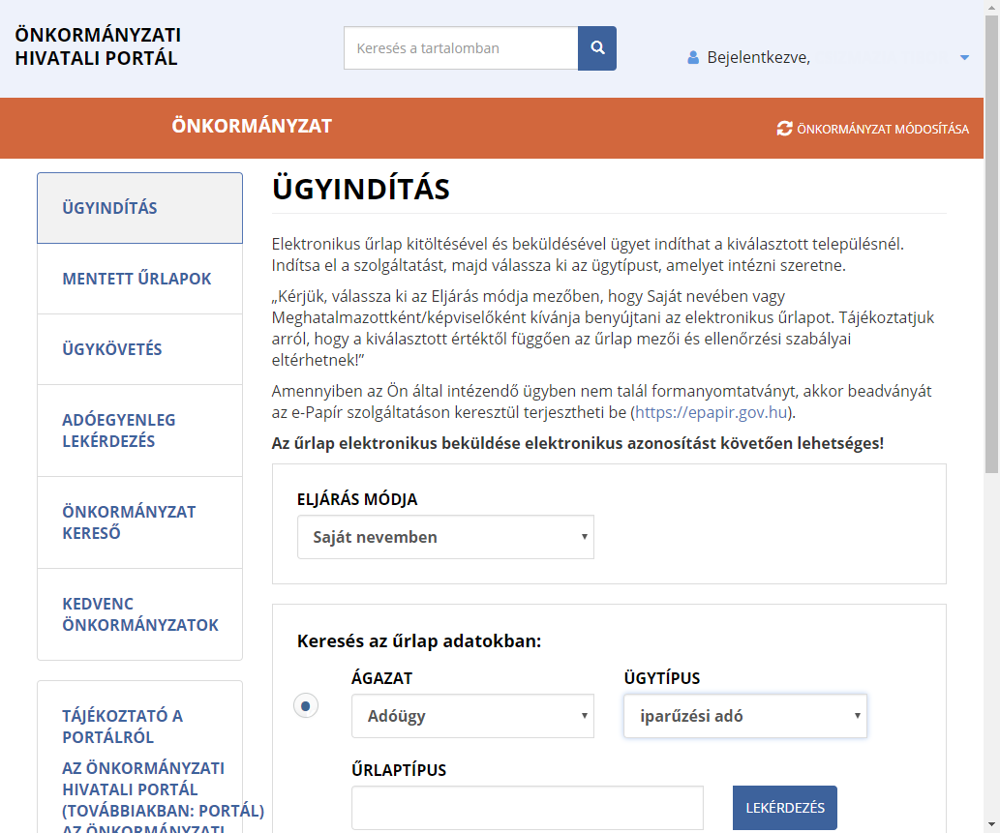 ÖNKORMÁNYZATI
HIVATALI PORTÁL
Keresés a tartalomban
Bejelentkezve,
ÖNKORMÁNYZAT
ÖNKORMÁNYZAT MÓDOSÍTÁSA
ÜGYINDÍTÁS
MENTETT ŰRLAPOK
ÜGYKÖVETÉS
ADÓEGYENLEG
LEKÉRDEZÉS
ÖNKORMÁNYZAT
KERESŐ
KEDVENC
ÖNKORMÁNYZATOK
TÁJÉKOZTATÓ A
PORTÁLRÓL
AZ ÖNKORMÁNYZATI
HIVATALI PORTÁL
(TOVÁBBIAKBAN: PORTÁL)
AZ ÖNKORMÁNYZATI
ÜGYINDÍTÁS
Elektronikus űrlap kitöltésével és beküldésével ügyet indíthat a kiválasztott településnél.
Indítsa el a szolgáltatást, majd válassza ki az ügytípust, amelyet intézni szeretne.
„Kérjük, válassza ki az Eljárás módja mezőben, hogy Saját nevében vagy
Meghatalmazottként/képviselőként kívánja benyújtani az elektronikus űrlapot. Tájékoztatjuk
arról, hogy a kiválasztott értéktől függően az űrlap mezői és ellenőrzési szabályai
eltérhetnek!”
Amennyiben az Ön által intézendő ügyben nem talál formanyomtatványt, akkor beadványát
az e-Papír szolgáltatáson keresztül terjesztheti be (https://epapir.gov.hu).
Az űrlap elektronikus beküldése elektronikus azonosítást követően lehetséges!
ELJÁRÁS MÓDJA
Saját nevemben
Keresés az űrlap adatokban:
ÁGAZAT
ÜGYTÍPUS
Adóügy
iparűzési adó
ŰRLAPTÍPUS
LEKÉRDEZÉS